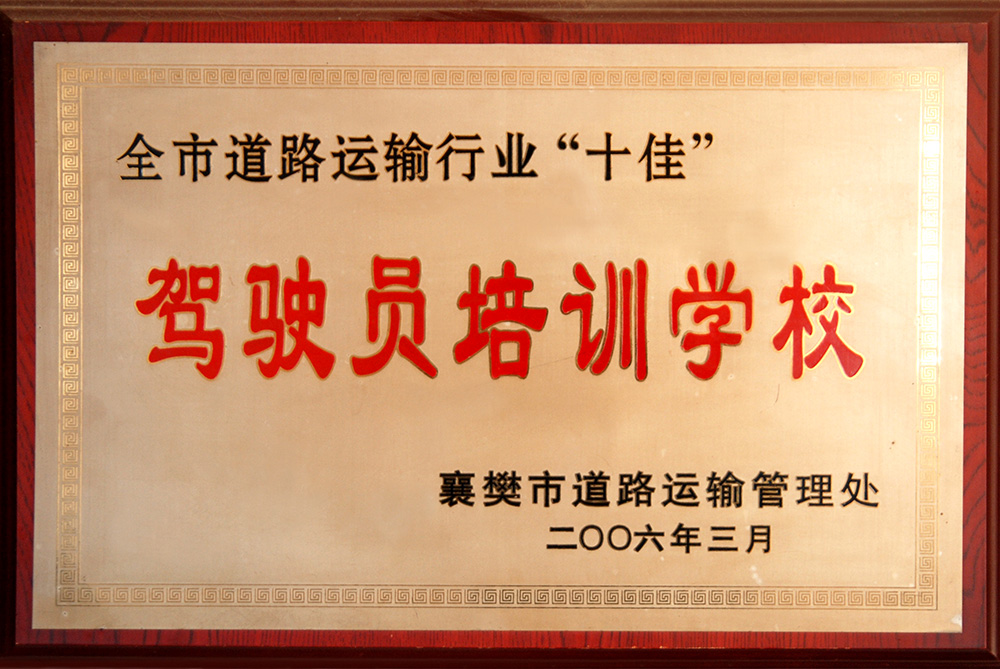 全市道路运输行业“十佳”
驾驶员培训学校
襄樊市道路运输管理处
二〇〇六年三月